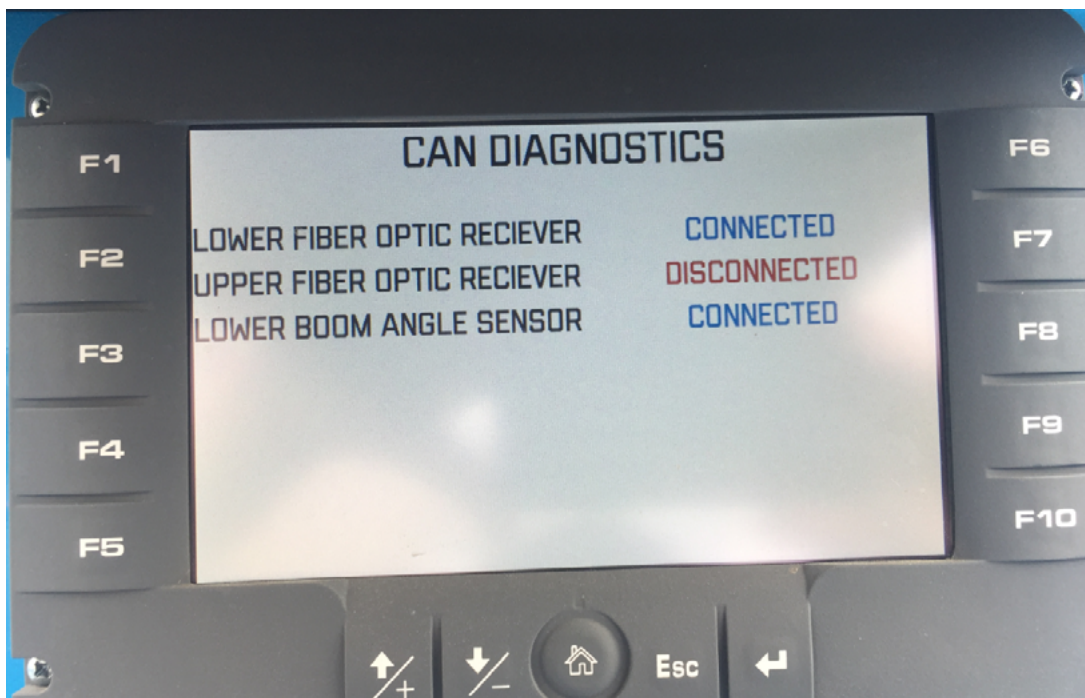 CAN DIAGNOSTICS
LOWER FIBER OPTIC RECIEVER CONNECTED
UPPER FIBER OPTIC RECIEVER DISCONNECTED
LOWER BOOM ANGLE SENSOR CONNECTED
F1
F2
F3
F4
F5
F6
F7
F8
F9
F10
+
-
Esc